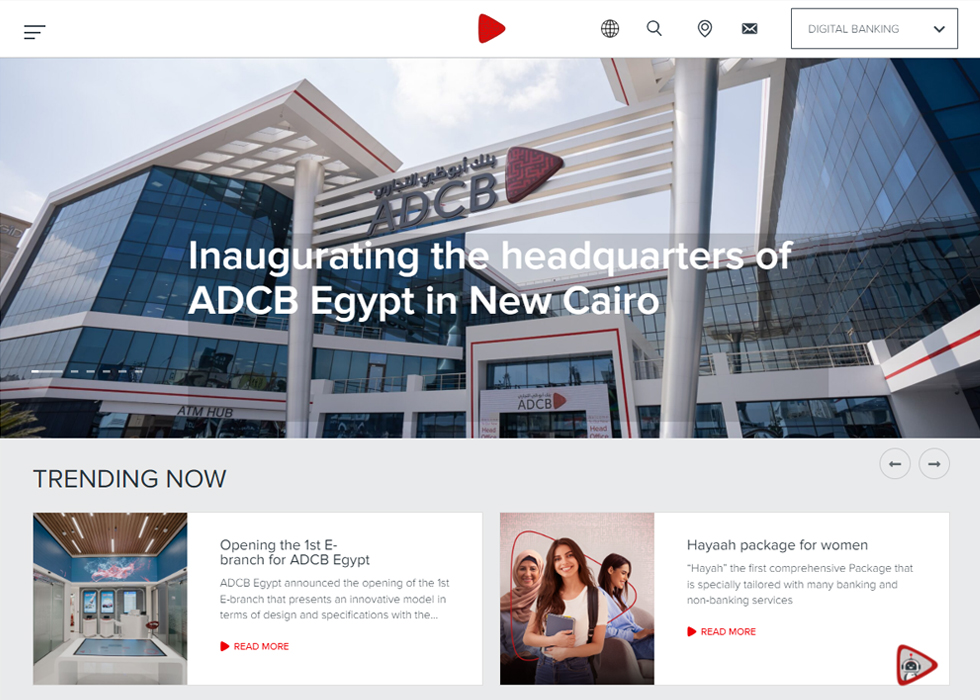 DIGITAL BANKING
بنك أبوظبي التجاري
ADCB
Inaugurating the headquarters of
ADCB Egypt in New Cairo
ADCB
Head
Office
Head
Office
ATM HUB
TRENDING NOW
Opening the 1st E-
branch for ADCB Egypt
ADCB Egypt announced the opening of the 1st
E-branch that presents an innovative model in
terms of design and specifications with the...
READ MORE
Hayaah package for women
“Hayah” the first comprehensive Package that
is specially tailored with many banking and
non-banking services
READ MORE